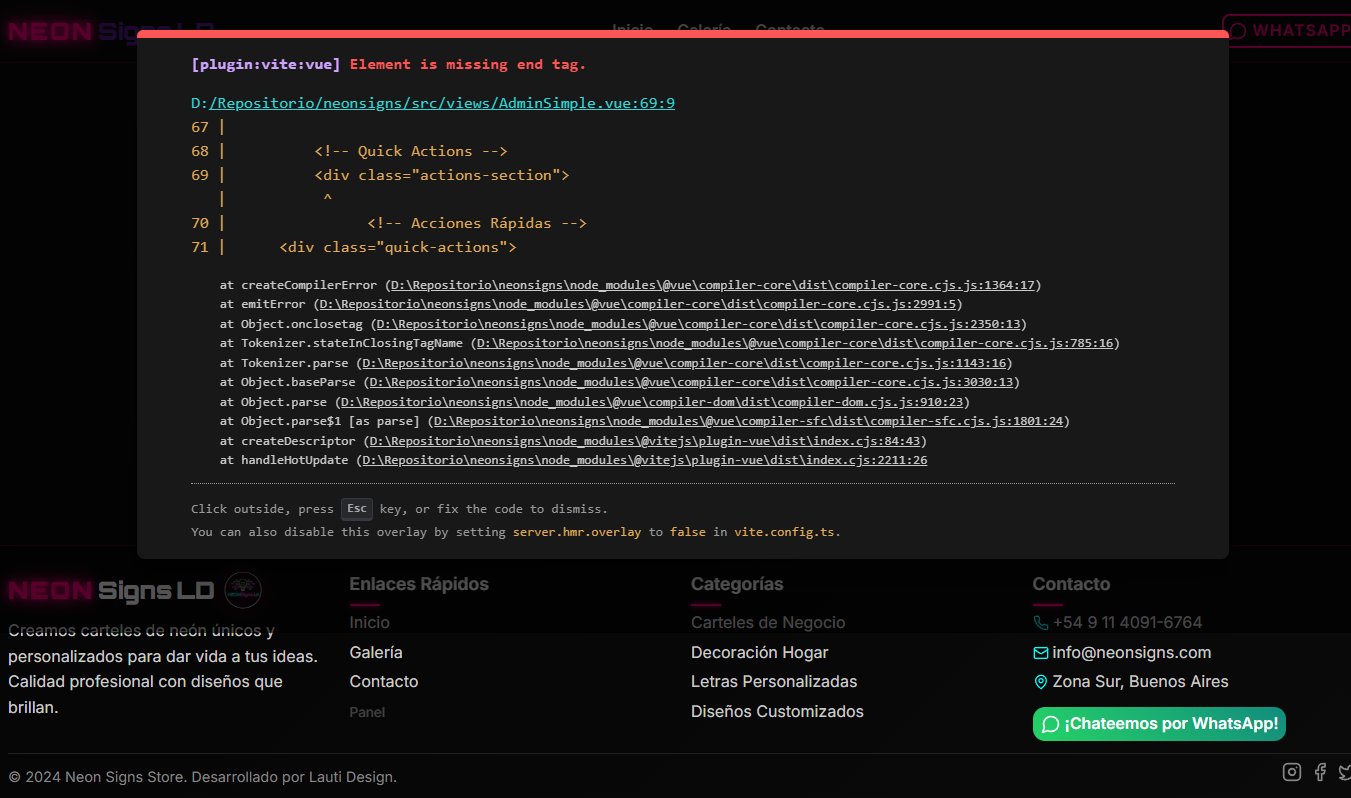 NEON Signs LD
Inicio Galería Contacto
WHATSAPP
[plugin:vite:vue] Element is missing end tag.
D:/Repositorio/neonsigns/src/views/AdminSimple.vue:69:9
67 |
68 | <!-- Quick Actions -->
69 | <div class="actions-section">
| ^
70 | <!-- Acciones Rápidas -->
71 | <div class="quick-actions">
at createCompilerError (D:\Repositorio\neonsigns\node_modules\@vue\compiler-core\dist\compiler-core.cjs.js:1364:17)
at emitError (D:\Repositorio\neonsigns\node_modules\@vue\compiler-core\dist\compiler-core.cjs.js:2991:5)
at Object.onclosetag (D:\Repositorio\neonsigns\node_modules\@vue\compiler-core\dist\compiler-core.cjs.js:2350:13)
at Tokenizer.stateInClosingTagName (D:\Repositorio\neonsigns\node_modules\@vue\compiler-core\dist\compiler-core.cjs.js:785:16)
at Tokenizer.parse (D:\Repositorio\neonsigns\node_modules\@vue\compiler-core\dist\compiler-core.cjs.js:1143:16)
at Object.baseParse (D:\Repositorio\neonsigns\node_modules\@vue\compiler-core\dist\compiler-core.cjs.js:3030:13)
at Object.parse (D:\Repositorio\neonsigns\node_modules\@vue\compiler-dom\dist\compiler-dom.cjs.js:910:23)
at Object.parse$1 [as parse] (D:\Repositorio\neonsigns\node_modules\@vue\compiler-sfc\dist\compiler-sfc.cjs.js:1801:24)
at createDescriptor (D:\Repositorio\neonsigns\node_modules\@vitejs\plugin-vue\dist\index.cjs:84:43)
at handleHotUpdate (D:\Repositorio\neonsigns\node_modules\@vitejs\plugin-vue\dist\index.cjs:2211:26
Click outside, press Esc key, or fix the code to dismiss.
You can also disable this overlay by setting server.hmr.overlay to false in vite.config.ts.
NEON Signs LD
Creamos carteles de neón únicos y
personalizados para dar vida a tus ideas.
Calidad profesional con diseños que
brillan.
Enlaces Rápidos
Inicio
Galería
Contacto
Panel
Categorías
Carteles de Negocio
Decoración Hogar
Letras Personalizadas
Diseños Customizados
Contacto
+54 9 11 4091-6764
info@neonsigns.com
Zona Sur, Buenos Aires
¡Chateemos por WhatsApp!
© 2024 Neon Signs Store. Desarrollado por Lauti Design.